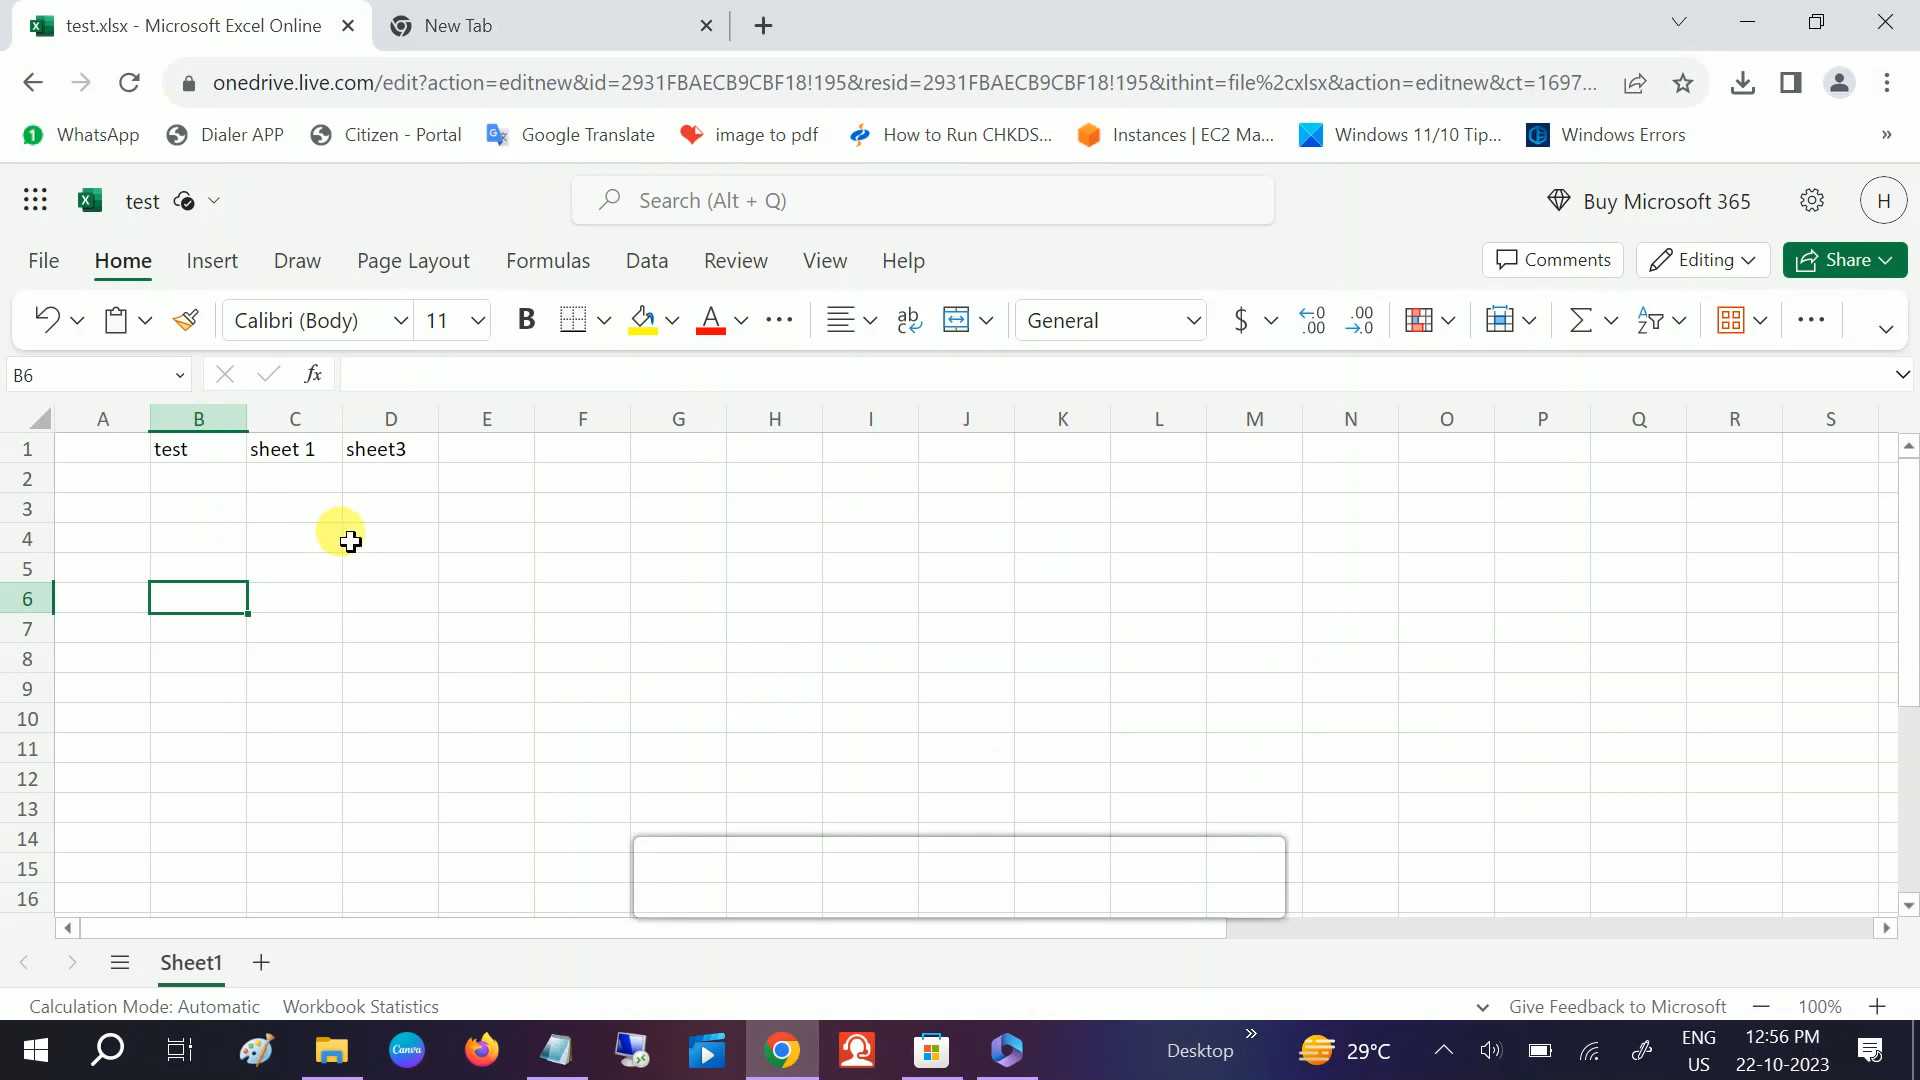 test.xlsx - Microsoft Excel Online
New Tab
onedrive.live.com/edit?action=editnew&id=2931FBAECB9CBF18!195&resid=2931FBAECB9CBF18!195&ithint=file%2cxlsx&action=editnew&ct=1697...
WhatsApp Dialer APP Citizen - Portal Google Translate image to pdf How to Run CHKDS... Instances | EC2 Ma... Windows 11/10 Tip... Windows Errors »
test Search (Alt + Q) Buy Microsoft 365 H
File Home Insert Draw Page Layout Formulas Data Review View Help Comments Editing Share
Calibri (Body) 11 B A ab General $ .00 .00 .0
B6 fx
A B C D E F G H I J K L M N O P Q R S
1 test sheet 1 sheet3
2
3
4
5
6
7
8
9
10
11
12
13
14
15
16
Sheet1
Calculation Mode: Automatic Workbook Statistics Give Feedback to Microsoft 100%
Canva Desktop » 29°C ENG US 12:56 PM 22-10-2023